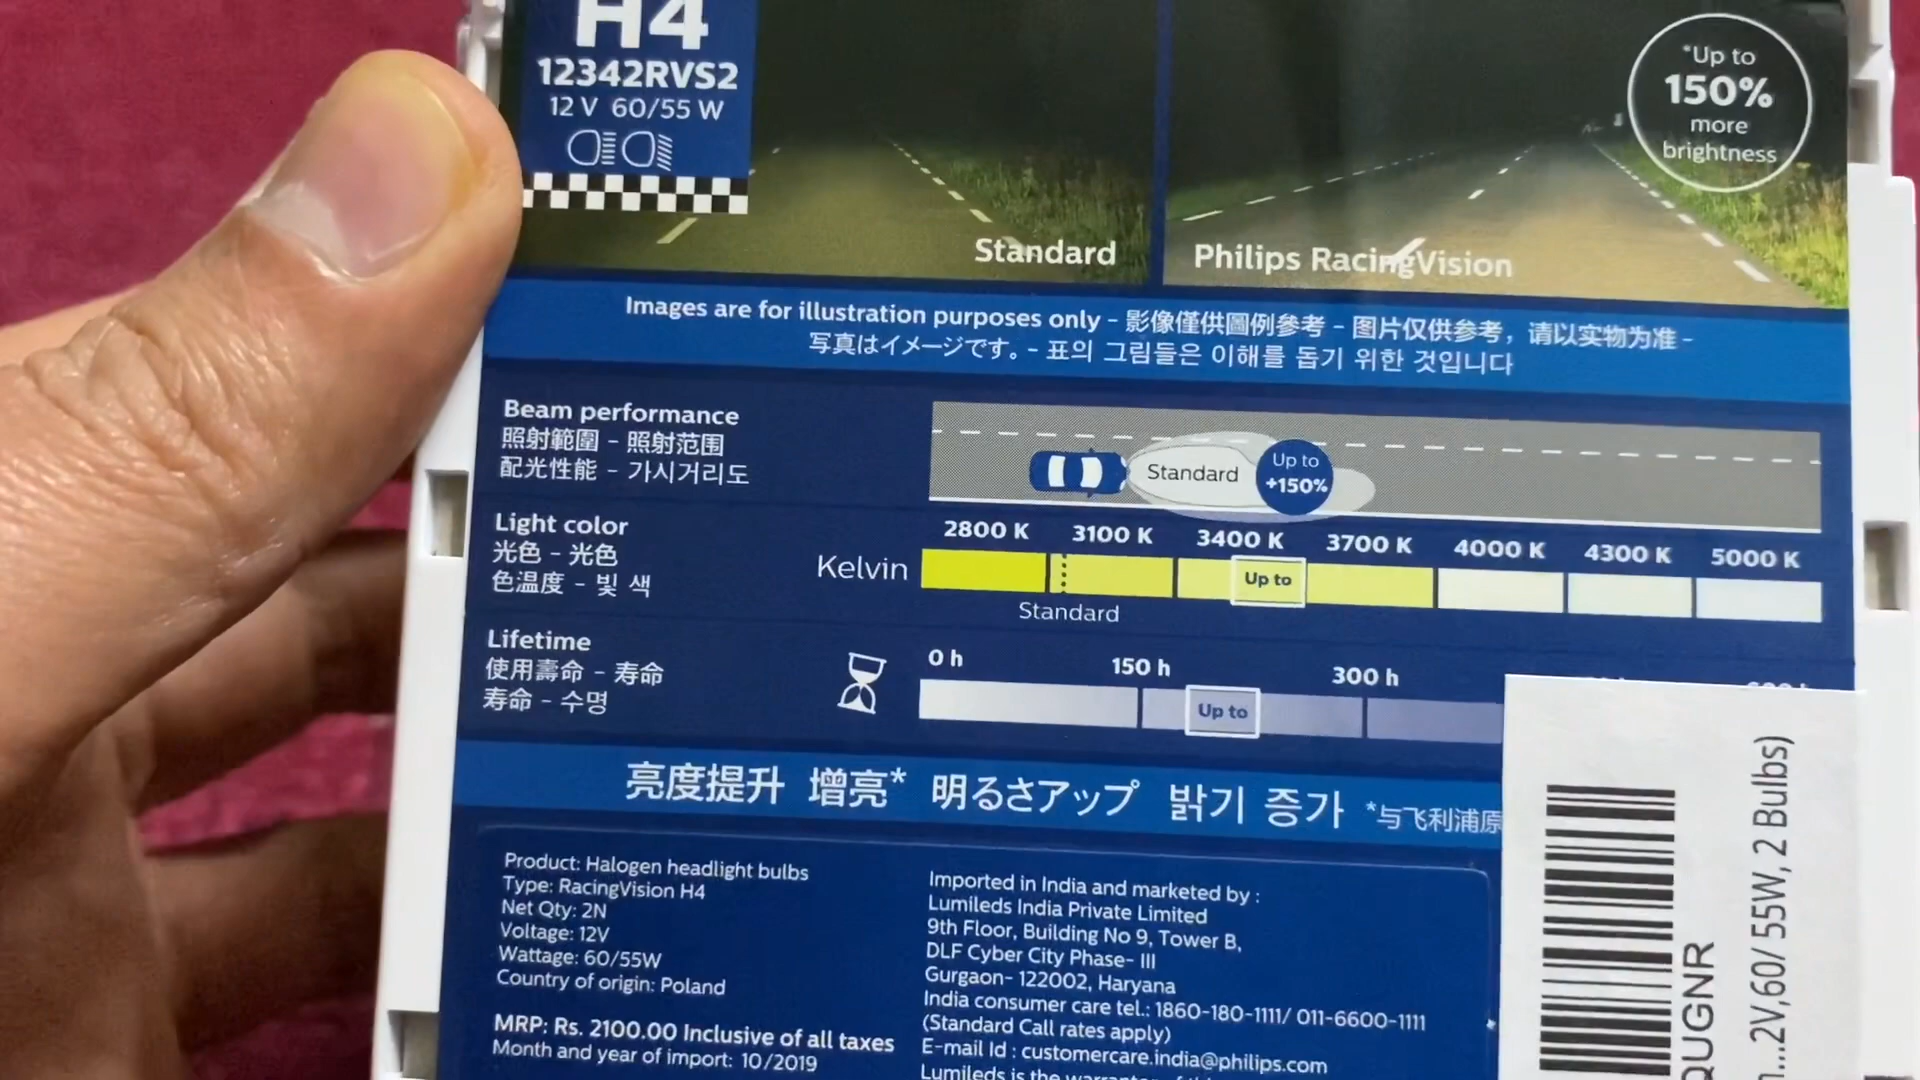 H4
12342RVS2
12 V 60/55 W
*Up to
150%
more
brightness
Standard
Philips RacingVision
Images are for illustration purposes only - 影像僅供圖例參考 - 图片仅供参考，请以实物为准 -
写真はイメージです。 - 표의 그림들은 이해를 돕기 위한 것입니다
Beam performance
照射範圍 - 照射范围
配光性能 - 가시거리도
Standard
Up to
+150%
Light color
光色 - 光色
色温度 - 빛 색
Kelvin
2800 K 3100 K 3400 K 3700 K 4000 K 4300 K 5000 K
Up to
Standard
Lifetime
使用壽命 - 寿命
寿命 - 수명
0 h 150 h 300 h
Up to
亮度提升 增亮* 明るさアップ 밝기 증가 *与飞利浦原
Product: Halogen headlight bulbs
Type: RacingVision H4
Net Qty: 2N
Voltage: 12V
Wattage: 60/55W
Country of origin: Poland
MRP: Rs. 2100.00 Inclusive of all taxes
Month and year of import: 10/2019
Imported in India and marketed by :
Lumileds India Private Limited
9th Floor, Building No 9, Tower B,
DLF Cyber City Phase- III
Gurgaon- 122002, Haryana
India consumer care tel.: 1860-180-1111/ 011-6600-1111
(Standard Call rates apply)
E-mail Id : customercare.india@philips.com
Lumileds is the
QUGNR
...2V,60/ 55W, 2 Bulbs)